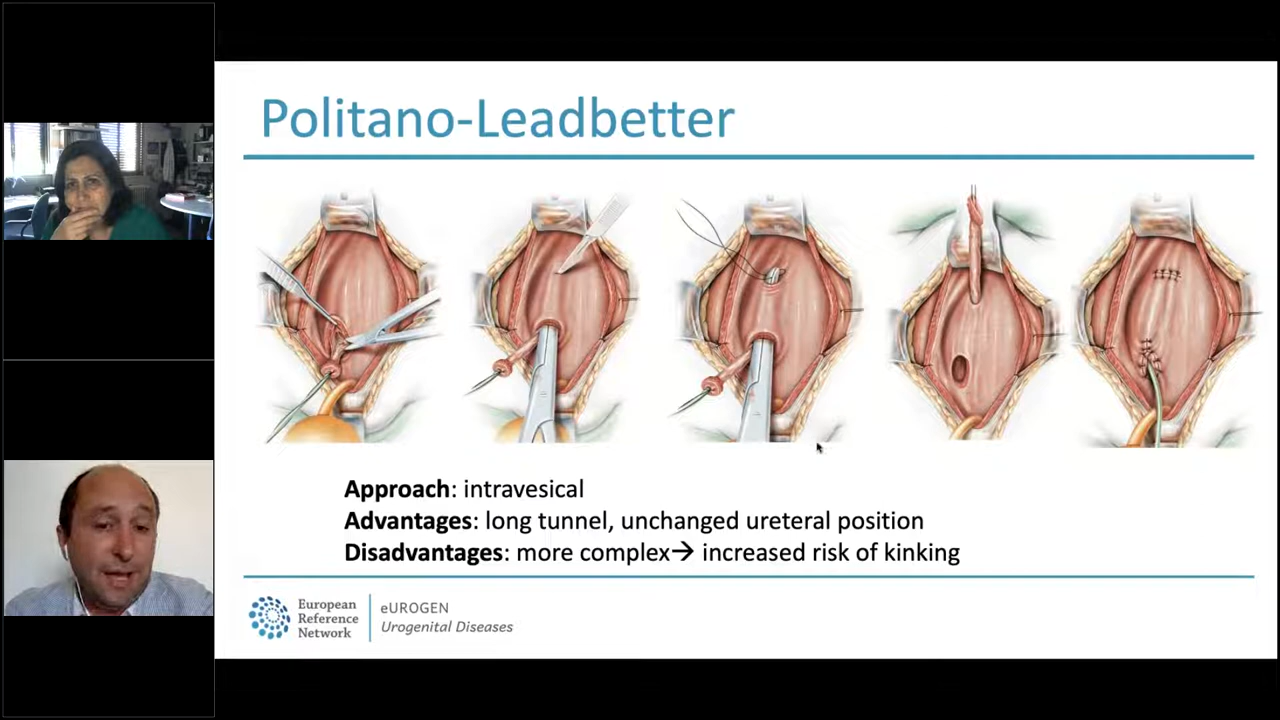 Politano-Leadbetter
Approach: intravesical
Advantages: long tunnel, unchanged ureteral position
Disadvantages: more complex→ increased risk of kinking
European
Reference
Network
eUROGEN
Urogenital Diseases